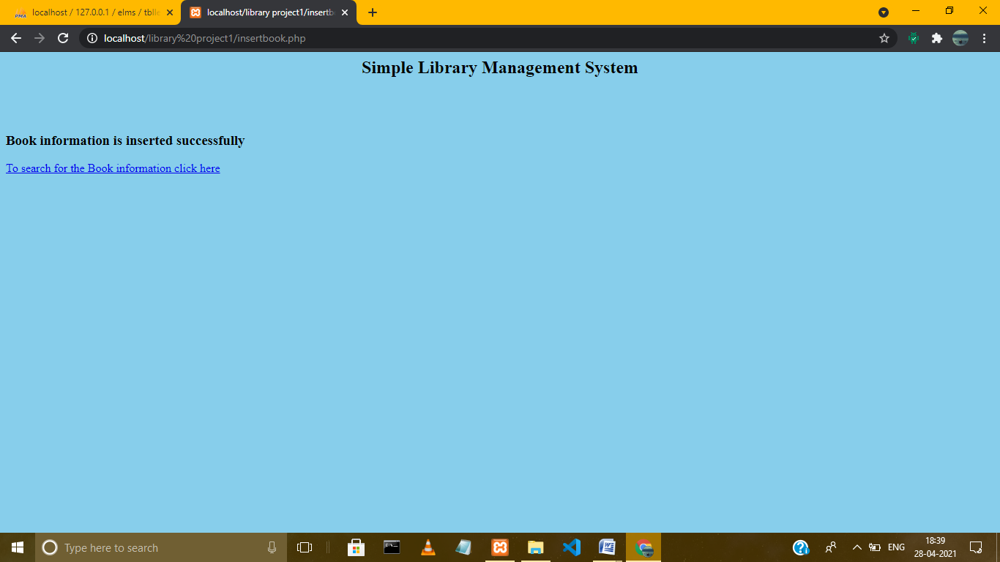 localhost / 127.0.0.1 / elms / tblle
localhost/library project1/insertb
localhost/library%20project1/insertbook.php
Simple Library Management System
Book information is inserted successfully
To search for the Book information click here
Type here to search
ENG
18:39
28-04-2021